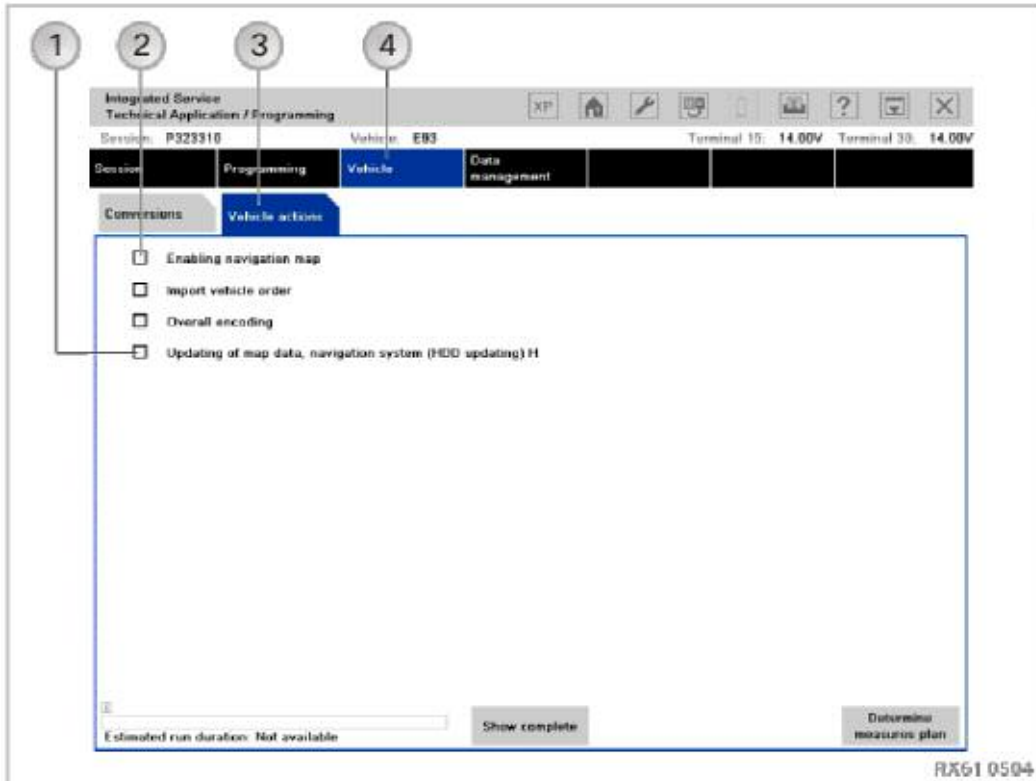 1 2 3 4
Integrated Service
Technical Application / Programming
XP ?
Session: P323310 Vehicle: E93 Terminal 15: 14.00V Terminal 30: 14.00V
Session Programming Vehicle Data
management
Conversions Vehicle actions
Enabling navigation map
Import vehicle order
Overall encoding
Updating of map data, navigation system (HDD updating) H
Estimated run duration: Not available
Show complete
Determine
measures plan
RX61 0504